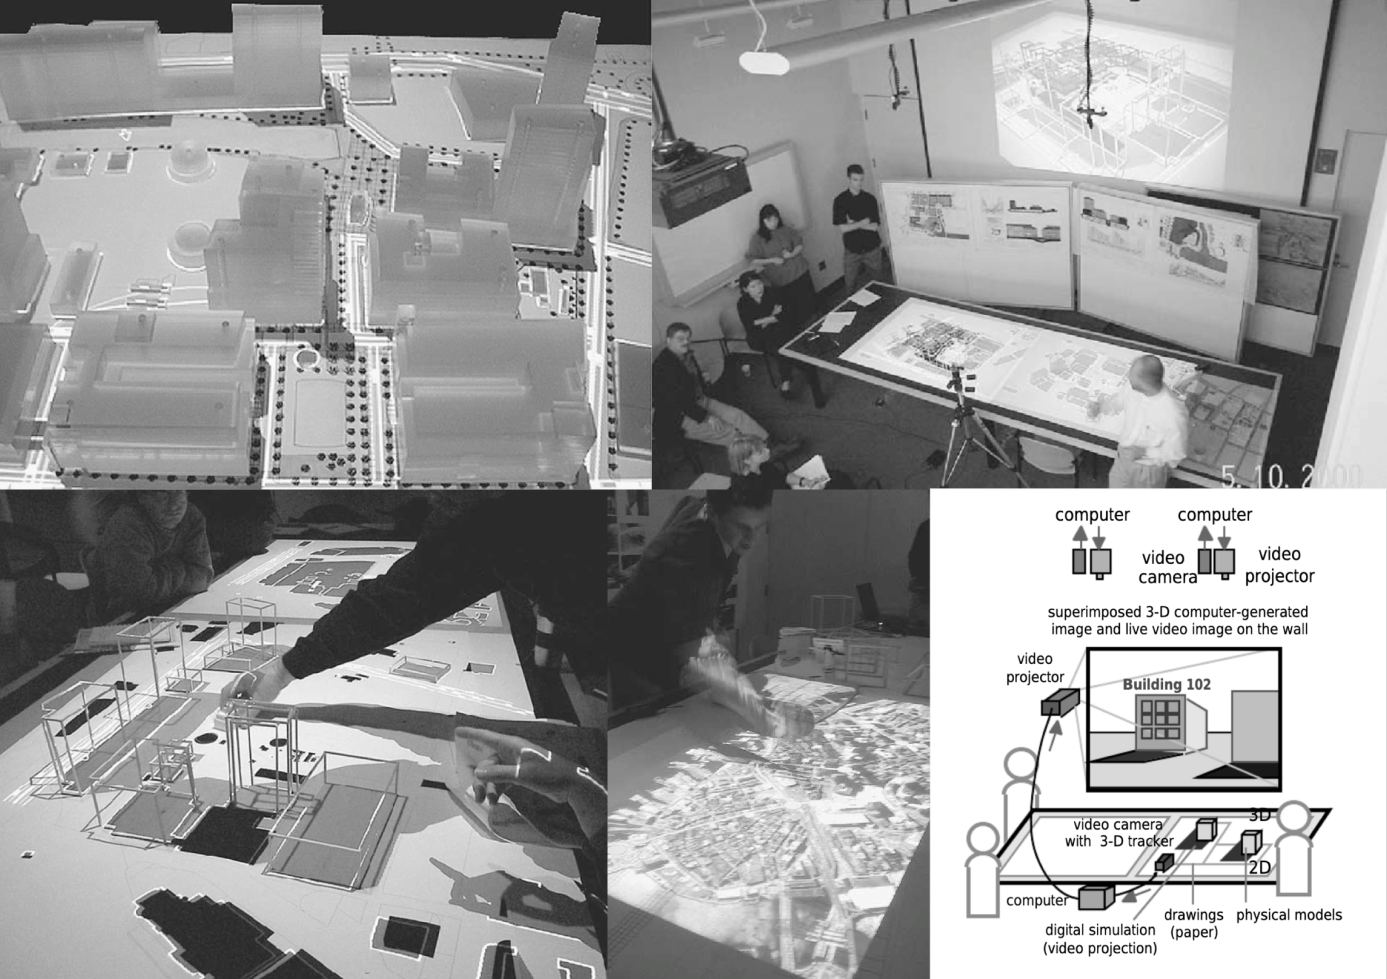 5.10.2000
computer computer
video
camera
video
projector
superimposed 3-D computer-generated
image and live video image on the wall
video
projector
Building 102
3D
video camera
with 3-D tracker
2D
computer
digital simulation
(video projection)
drawings
(paper)
physical models